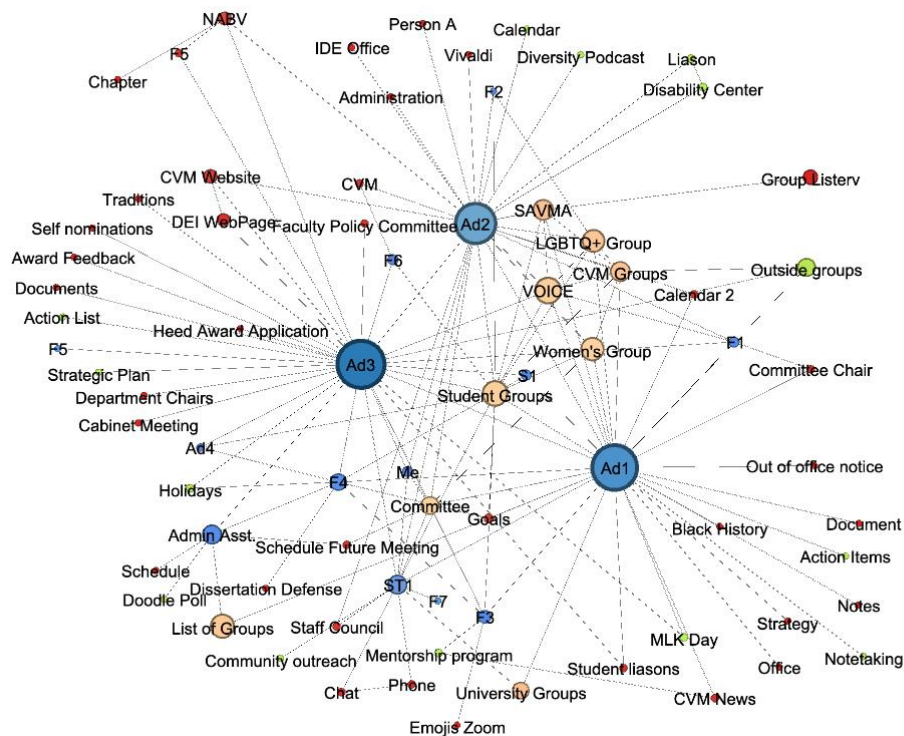 NABV
Person A
Calendar
IDE Office
F5
Vivaldi
Diversity Podcast
Liason
Chapter
F2
Disability Center
Administration
CVM Website
CVM
Group Listerv
Traditions
SAVMA
DEI WebPage
Faculty Policy Committee
Ad2
Self nominations
LGBTQ+ Group
Award Feedback
F6
CVM Groups
Outside groups
Documents
VOICE
Calendar 2
Action List
Heed Award Application
F5
Women's Group
F1
Ad3
Strategic Plan
S1
Committee Chair
Department Chairs
Student Groups
Cabinet Meeting
Ad4
Ad1
Out of office notice
Me
Holidays
F4
Committee
Goals
Black History
Document
Admin Asst.
Schedule Future Meeting
Action Items
Schedule
Dissertation Defense
ST1
Doodle Poll
F7
Notes
List of Groups
Staff Council
F3
Strategy
MLK Day
Community outreach
Mentorship program
Notetaking
Student liasons
Office
Chat
Phone
University Groups
CVM News
Emojis Zoom